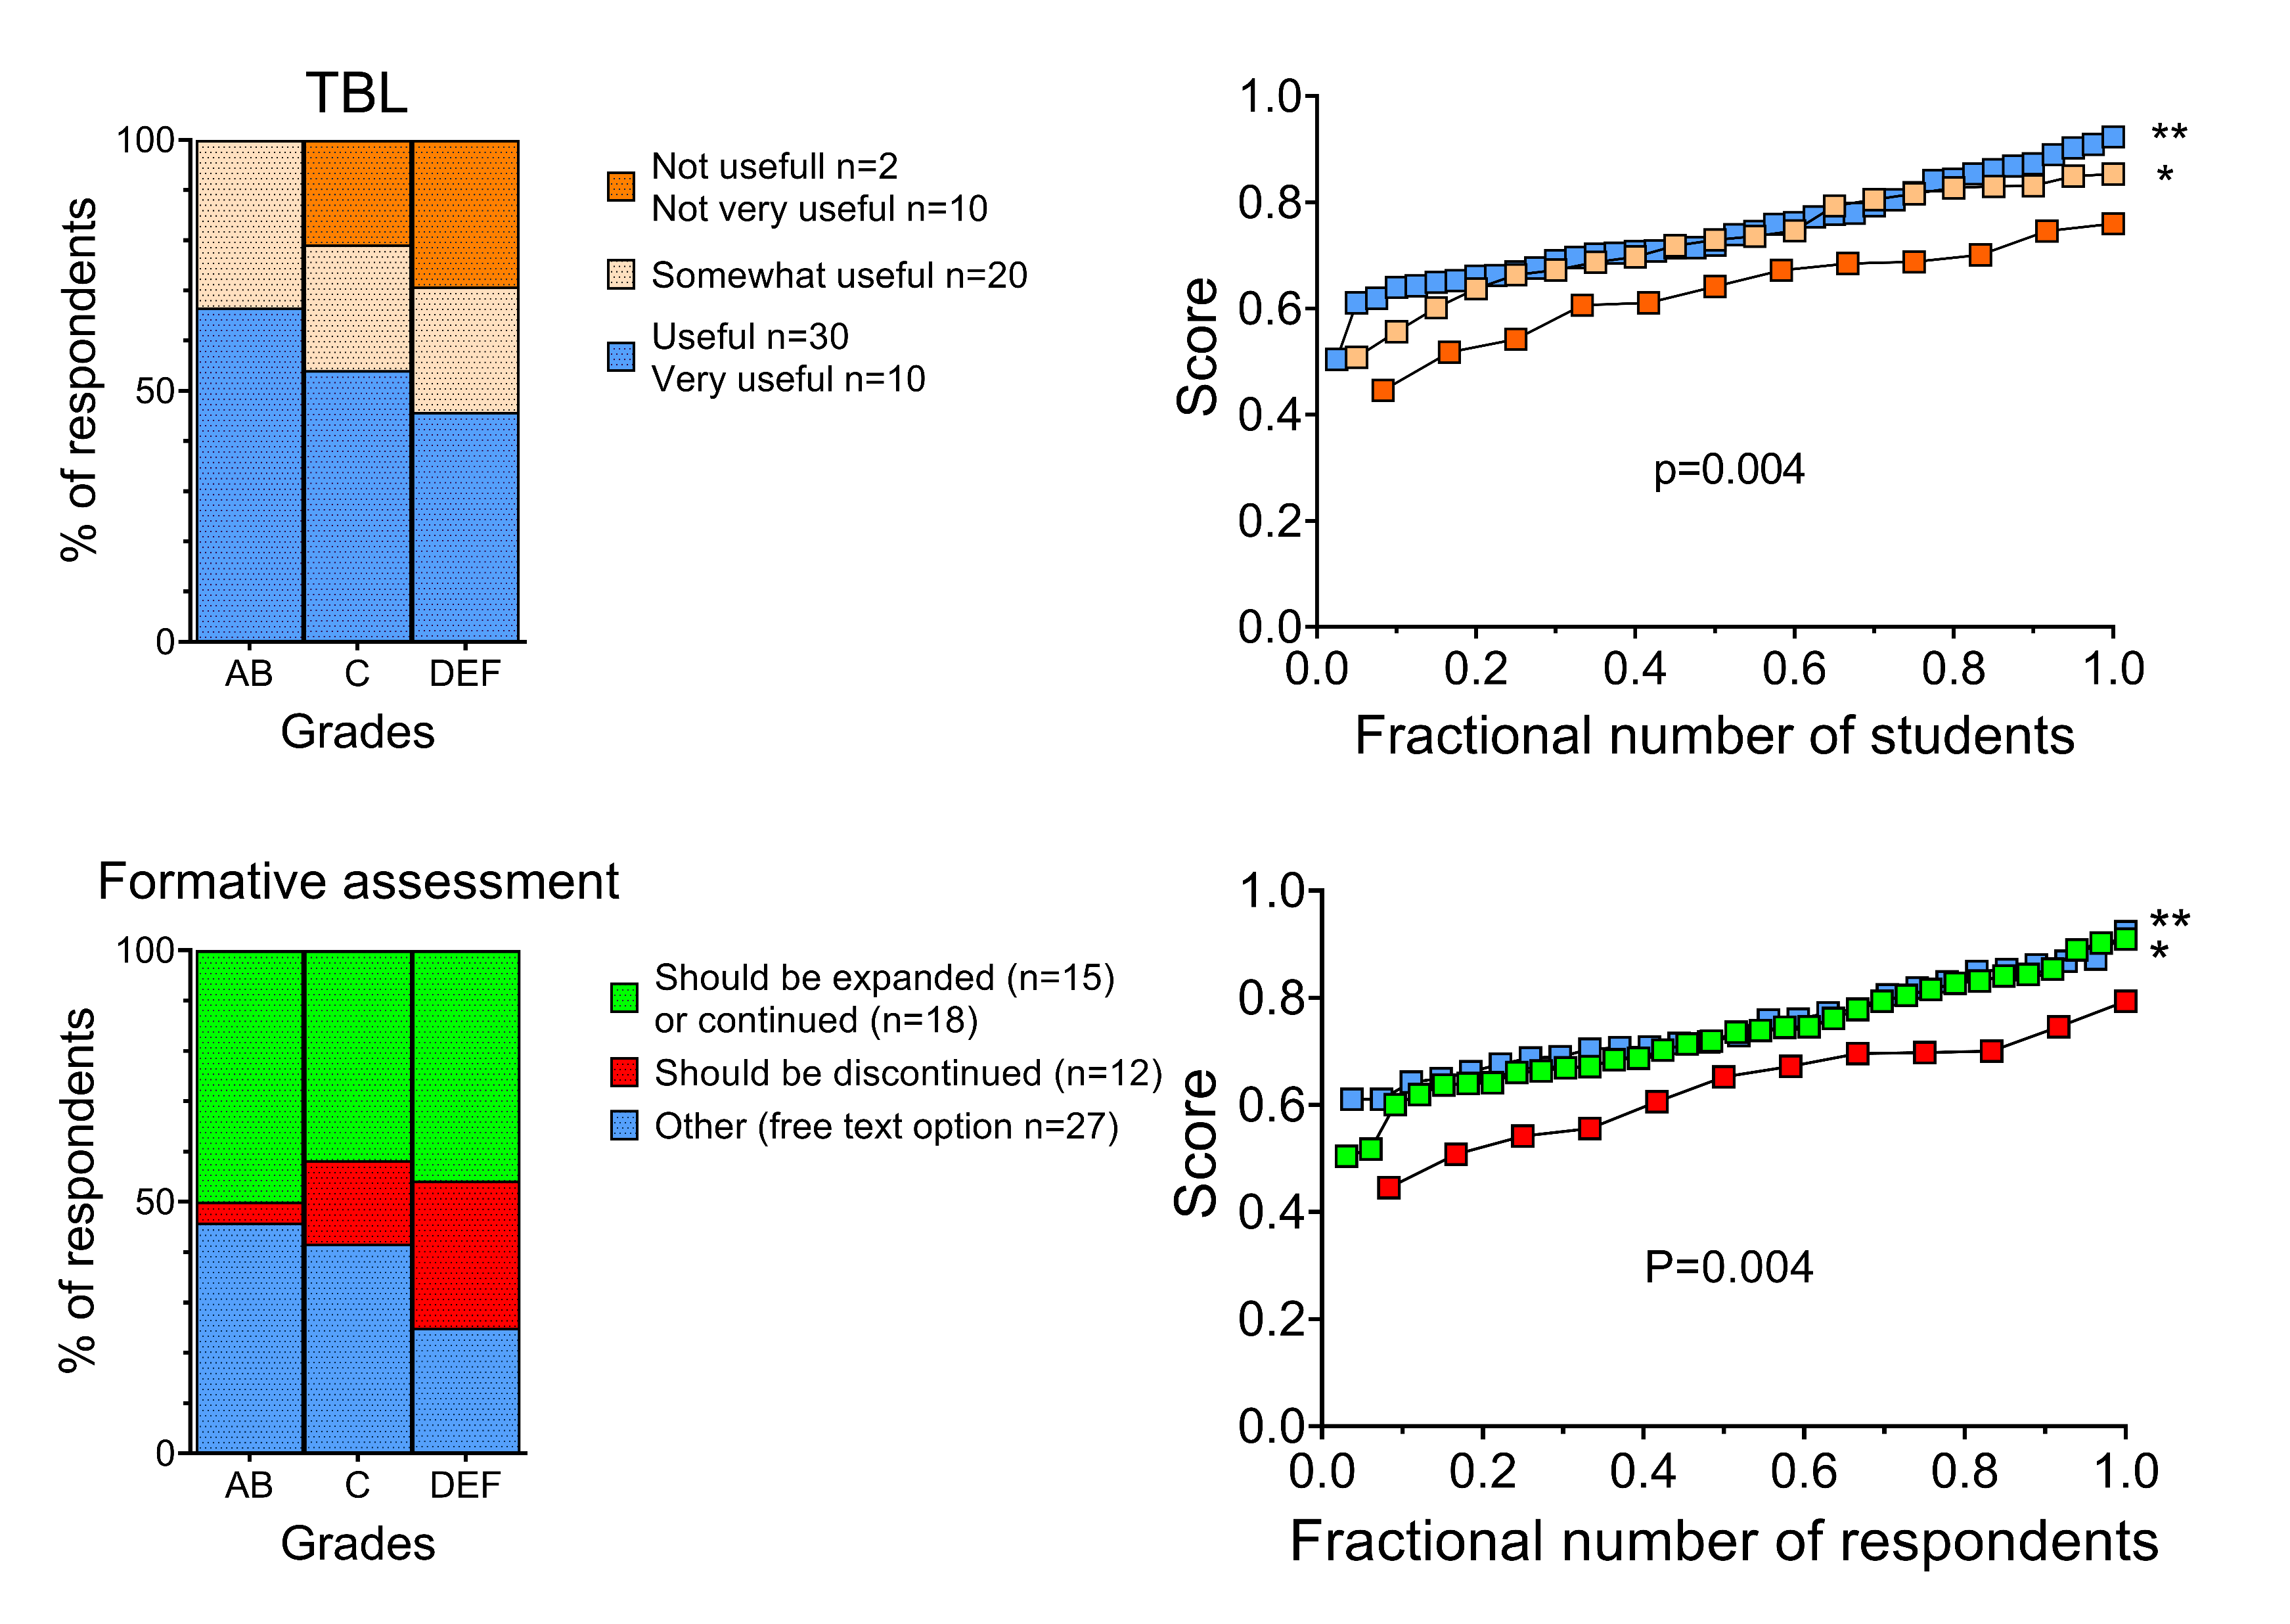 TBL
100
50
0
% of respondents
AB C DEF
Grades
Not usefull n=2
Not very useful n=10
Somewhat useful n=20
Useful n=30
Very useful n=10
1.0
0.8
0.6
0.4
0.2
0.0
Score
**
*
p=0.004
0.0 0.2 0.4 0.6 0.8 1.0
Fractional number of students
Formative assessment
100
50
0
% of respondents
AB C DEF
Grades
Should be expanded (n=15)
or continued (n=18)
Should be discontinued (n=12)
Other (free text option n=27)
1.0
0.8
0.6
0.4
0.2
0.0
Score
**
*
P=0.004
0.0 0.2 0.4 0.6 0.8 1.0
Fractional number of respondents